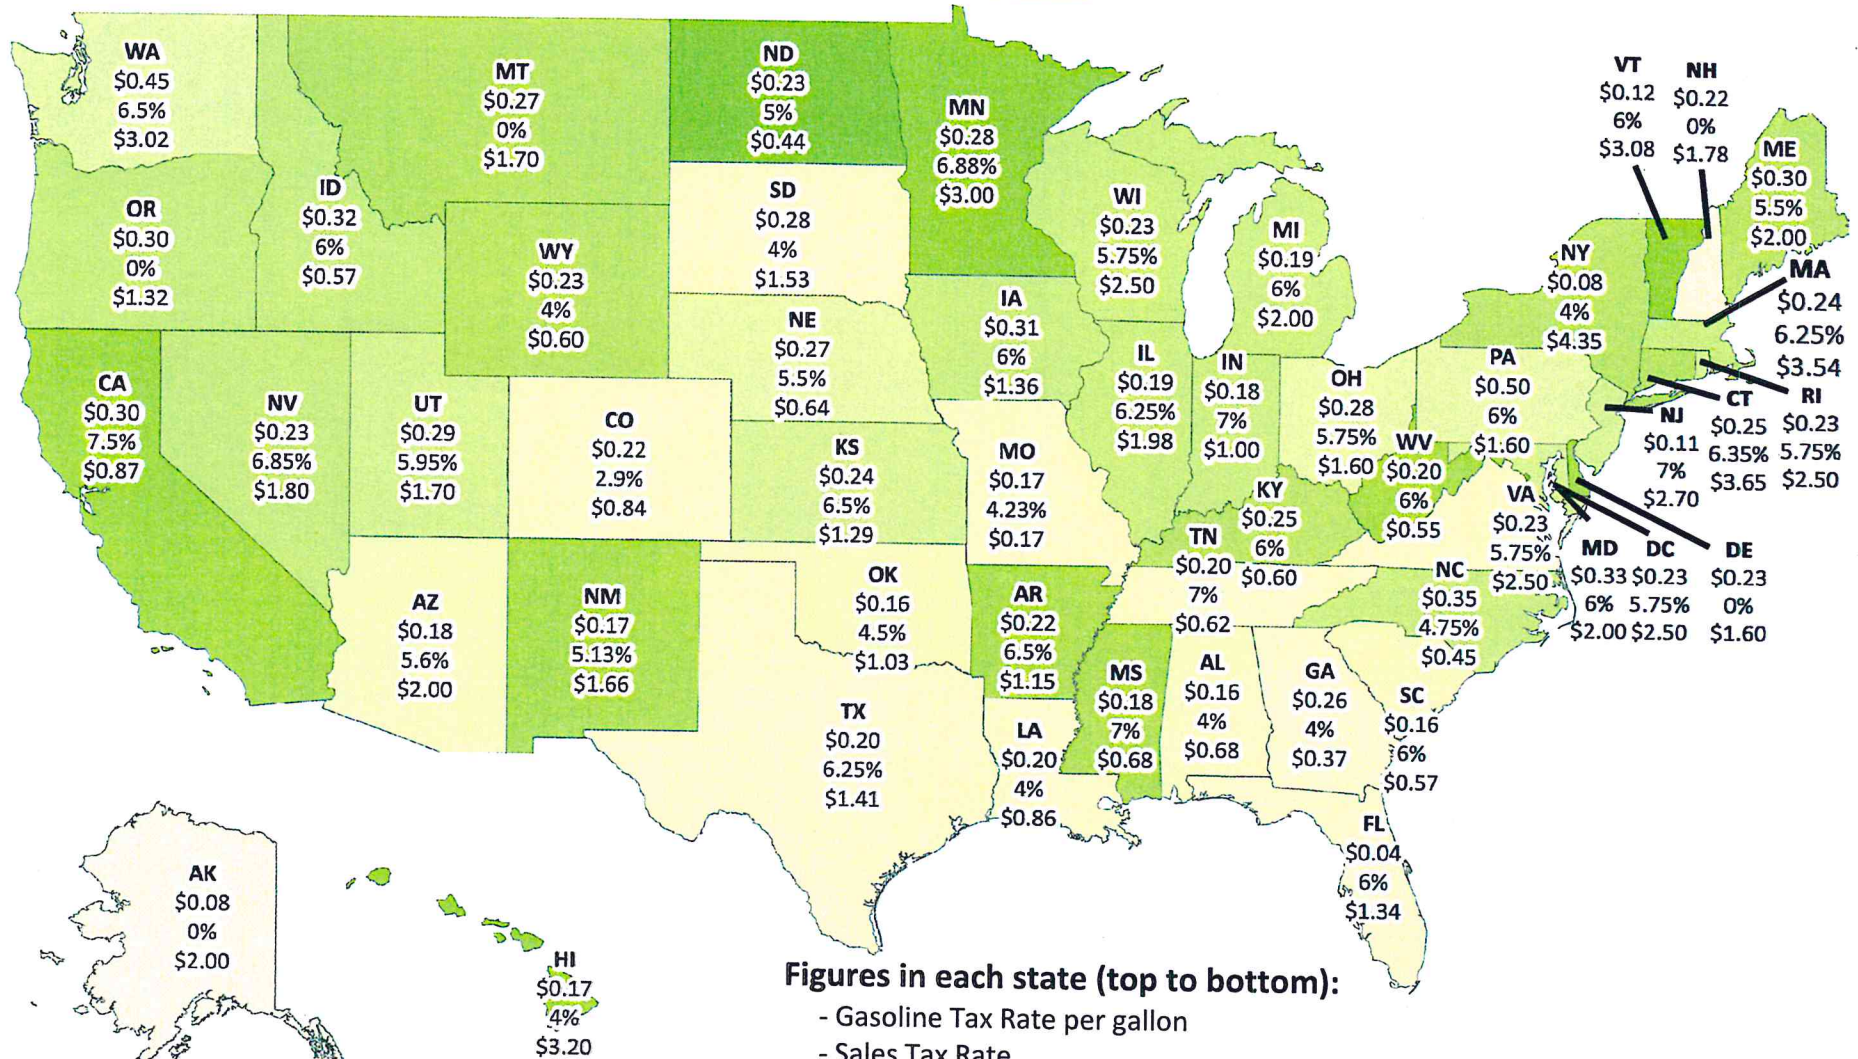 WA
$0.45
6.5%
$3.02
MT
$0.27
0%
$1.70
ND
$0.23
5%
$0.44
MN
$0.28
6.88%
$3.00
VT
$0.12
6%
$3.08
NH
$0.22
0%
$1.78
ME
$0.30
5.5%
$2.00
OR
$0.30
0%
$1.32
ID
$0.32
6%
$0.57
WY
$0.23
4%
$0.60
SD
$0.28
4%
$1.53
WI
$0.23
5.75%
$2.50
MI
$0.19
6%
$2.00
NY
$0.08
4%
$4.35
MA
$0.24
6.25%
$3.54
CA
$0.30
7.5%
$0.87
NV
$0.23
6.85%
$1.80
UT
$0.29
5.95%
$1.70
CO
$0.22
2.9%
$0.84
NE
$0.27
5.5%
$0.64
KS
$0.24
6.5%
$1.29
IA
$0.31
6%
$1.36
MO
$0.17
4.23%
$0.17
IL
$0.19
6.25%
$1.98
IN
$0.18
7%
$1.00
OH
$0.28
5.75%
$1.60
PA
$0.50
6%
$1.60
WV
$0.20
6%
$0.55
NJ
$0.11
7%
$2.70
CT
$0.25
6.35%
$3.65
RI
$0.23
5.75%
$2.50
KY
$0.25
6%
$0.60
VA
$0.23
5.75%
$2.50
MD
$0.33
6%
$2.00
DC
$0.23
5.75%
$2.50
DE
$0.23
0%
$1.60
TN
$0.20
7%
$0.62
NC
$0.35
4.75%
$0.45
AZ
$0.18
5.6%
$2.00
NM
$0.17
5.13%
$1.66
OK
$0.16
4.5%
$1.03
AR
$0.22
6.5%
$1.15
TX
$0.20
6.25%
$1.41
LA
$0.20
4%
$0.86
MS
$0.18
7%
$0.68
AL
$0.16
4%
$0.68
GA
$0.26
4%
$0.37
SC
$0.16
6%
$0.57
FL
$0.04
6%
$1.34
AK
$0.08
0%
$2.00
HI
$0.17
4%
$3.20
Figures in each state (top to bottom):
- Gasoline Tax Rate per gallon
- Sales Tax Rate